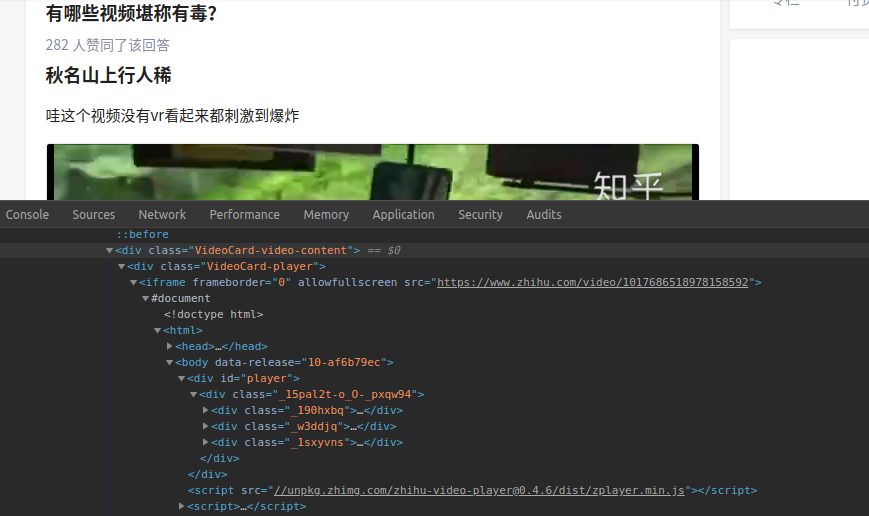 有哪些视频堪称有毒？
282 人赞同了该回答
秋名山上行人稀
哇这个视频没有vr看起来都刺激到爆炸
知乎
Console Sources Network Performance Memory Application Security Audits
::before
<div class="VideoCard-video-content"> == $0
<div class="VideoCard-player">
<iframe frameborder="0" allowfullscreen src="https://www.zhihu.com/video/1017686518978158592">
#document
<!doctype html>
<html>
<head>…</head>
<body data-release="10-af6b79ec">
<div id="player">
<div class="_15pal2t-o_O-_pxqw94">
<div class="_190hxbq">…</div>
<div class="_w3ddjq">…</div>
<div class="_1sxyvns">…</div>
</div>
</div>
<script src="//unpkg.zhimg.com/zhihu-video-player@0.4.6/dist/zplayer.min.js"></script>
<script>…</script>